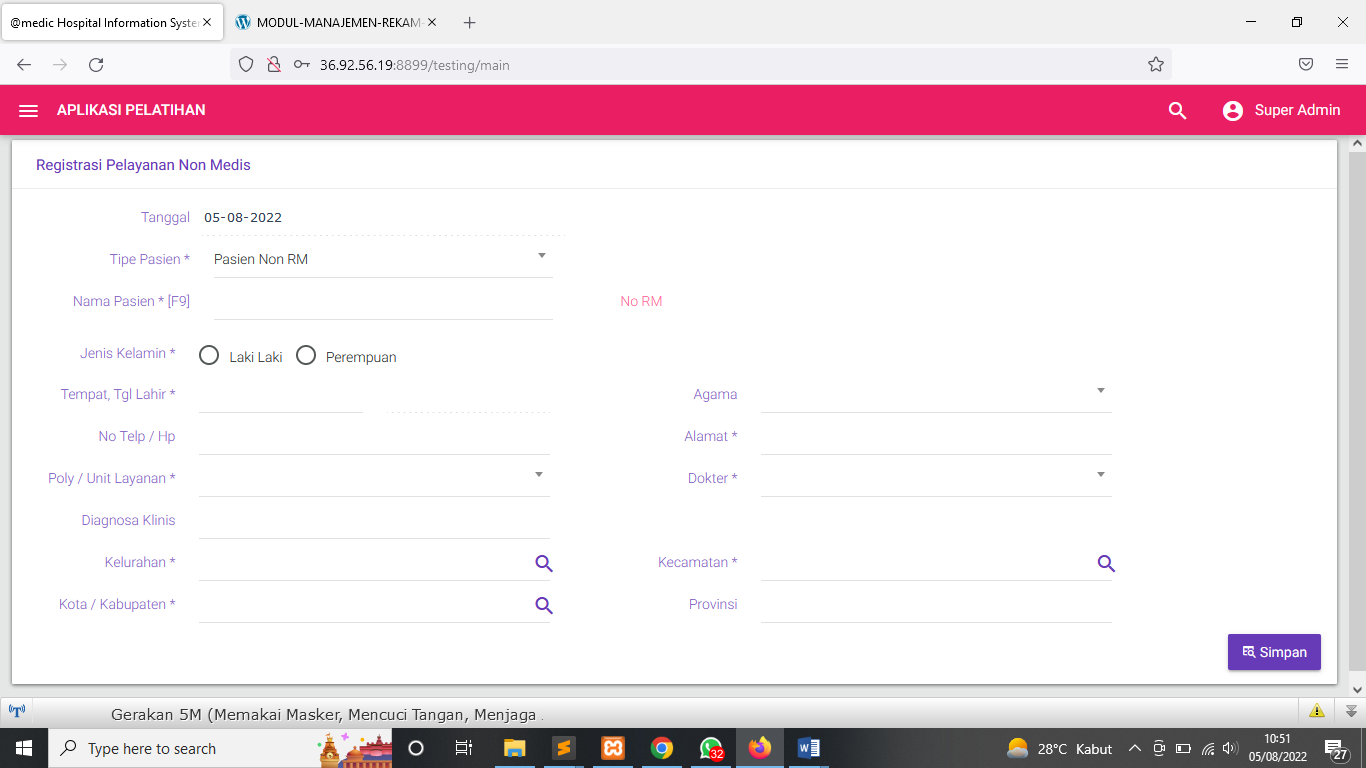 @medic Hospital Information Syste
MODUL-MANAJEMEN-REKAM-
36.92.56.19:8899/testing/main
APLIKASI PELATIHAN
Super Admin
Registrasi Pelayanan Non Medis
Tanggal 05-08-2022
Tipe Pasien * Pasien Non RM
Nama Pasien * [F9] No RM
Jenis Kelamin * Laki Laki Perempuan
Tempat, Tgl Lahir * Agama
No Telp / Hp Alamat *
Poly / Unit Layanan * Dokter *
Diagnosa Klinis
Kelurahan * Kecamatan *
Kota / Kabupaten * Provinsi
Simpan
Gerakan 5M (Memakai Masker, Mencuci Tangan, Menjaga .
Type here to search
32
28°C Kabut
10:51
05/08/2022
27